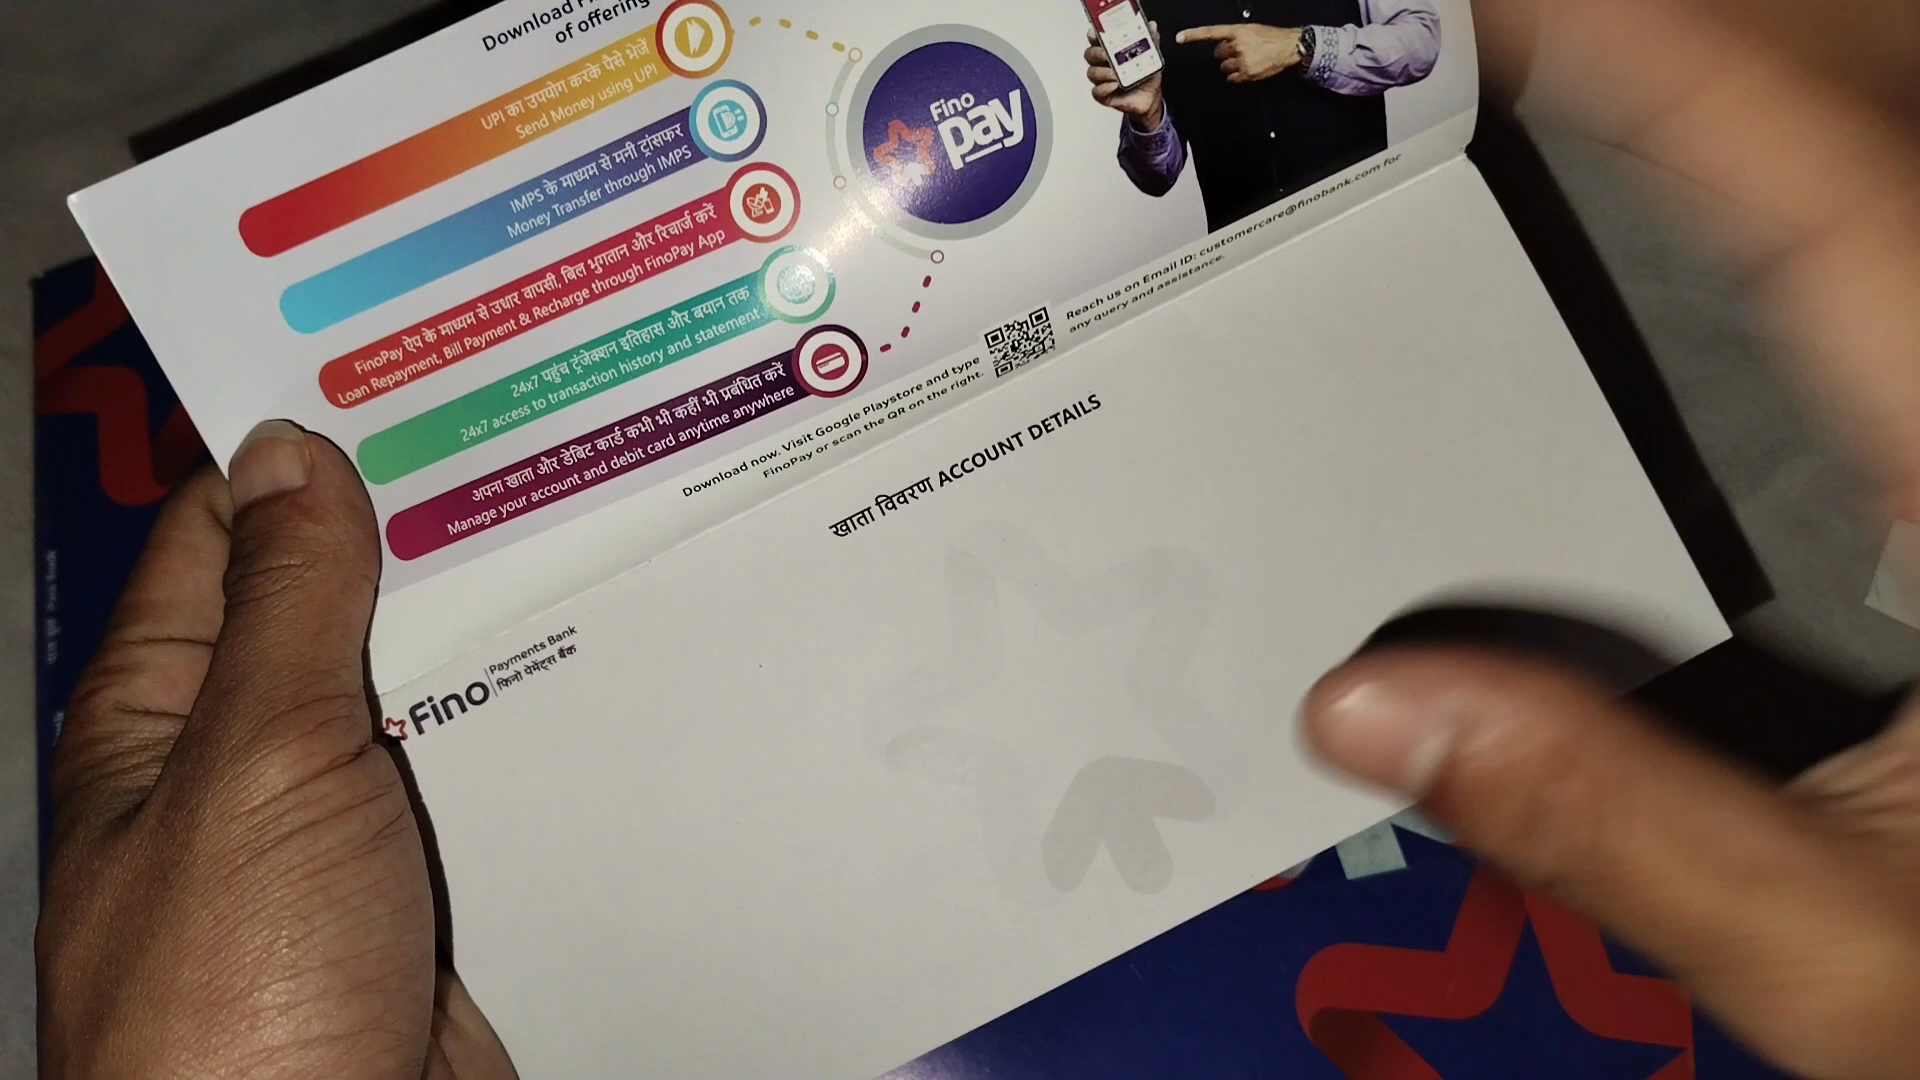 Download
of offering
UPI का उपयोग करके पैसे भेजें
Send Money using UPI
IMPS के माध्यम से मनी ट्रांसफर
Money Transfer through IMPS
FinoPay ऐप के माध्यम से उधार वापसी, बिल भुगतान और रिचार्ज करें
Loan Repayment, Bill Payment & Recharge through FinoPay App
24x7 पहुंच ट्रंजेक्शन इतिहास और बयान तक
24x7 access to transaction history and statement
अपना खाता और डेबिट कार्ड कभी भी कहीं भी प्रबंधित करें
Manage your account and debit card anytime anywhere
Fino
pay
Download now. Visit Google Playstore and type
FinoPay or scan the QR on the right.
Reach us on Email ID: customercare@finobank.com for
any query and assistance.
खाता विवरण ACCOUNT DETAILS
Fino
Payments Bank
फिनो पेमेंट्स बैंक